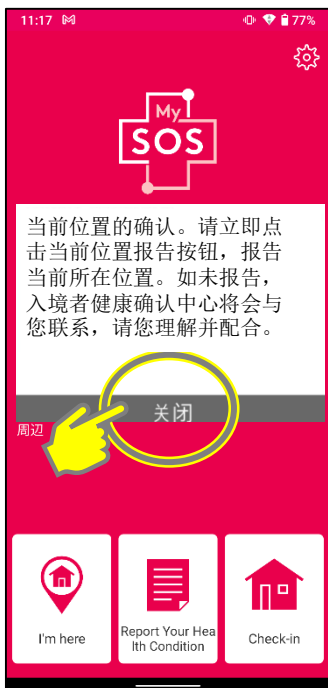 11:17 77%
My
SOS
当前位置的确认。请立即点
击当前位置报告按钮，报告
当前所在位置。如未报告，
入境者健康确认中心将会与
您联系，请您理解并配合。
关闭
周辺
I'm here
Report Your Hea
lth Condition
Check-in